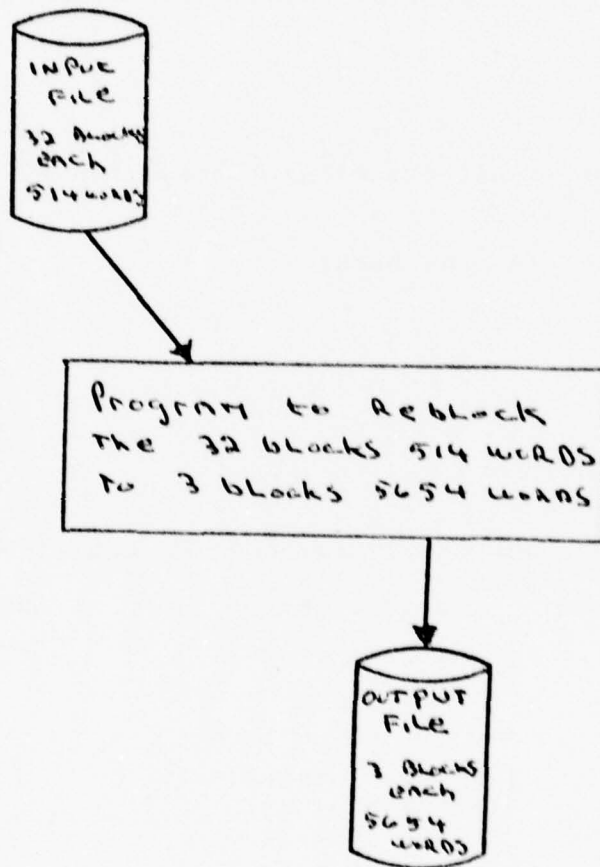 INPUT
FILE
32 Blocks
each
514 WORDS
Program to Reblock
The 32 blocks 514 WORDS
To 3 blocks 5654 WORDS
OUTPUT
FILE
3 Blocks
each
5654
WORDS